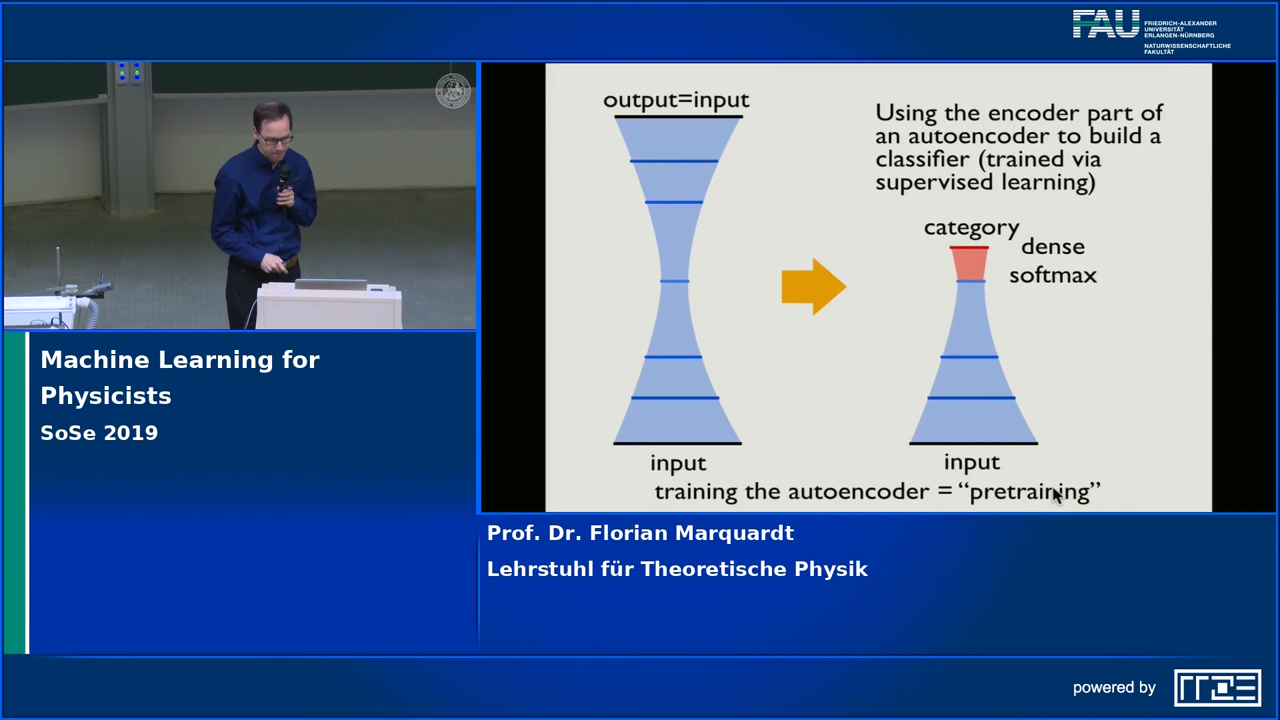 FAU
FRIEDRICH-ALEXANDER
UNIVERSITÄT
ERLANGEN-NÜRNBERG
NATURWISSENSCHAFTLICHE
FAKULTÄT
output=input
Using the encoder part of
an autoencoder to build a
classifier (trained via
supervised learning)
category
dense
softmax
input
input
training the autoencoder = “pretraining”
Machine Learning for
Physicists
SoSe 2019
Prof. Dr. Florian Marquardt
Lehrstuhl für Theoretische Physik
powered by